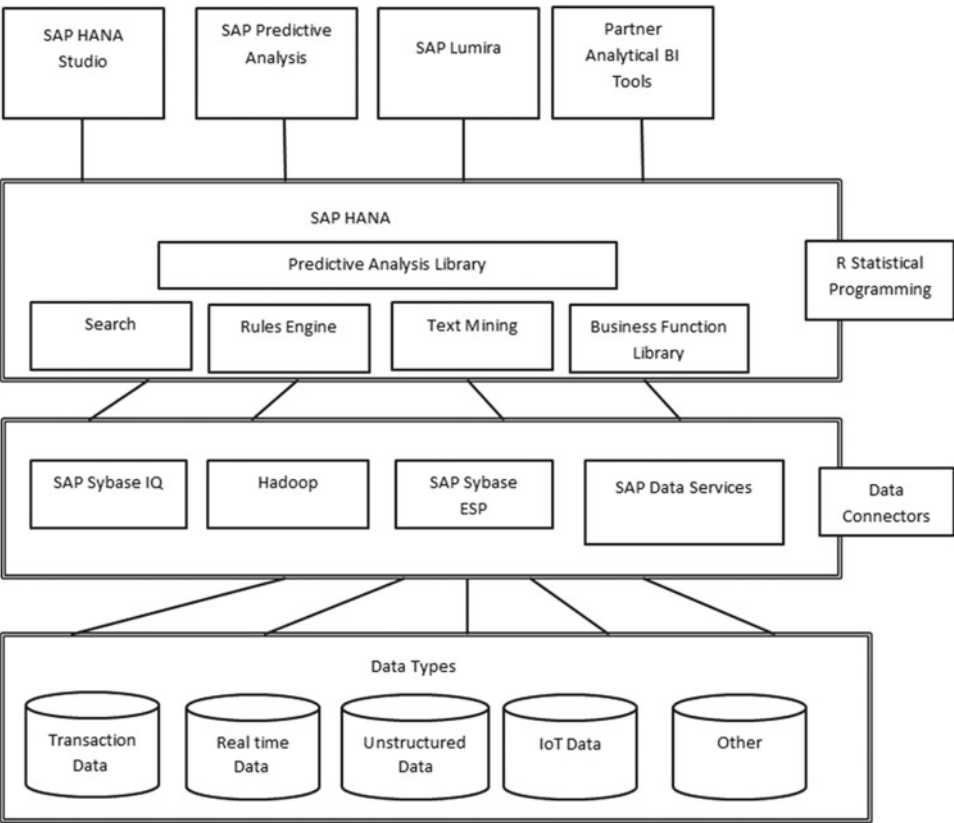 SAP HANA
Studio
SAP Predictive
Analysis
SAP Lumira
Partner
Analytical BI
Tools
SAP HANA
Predictive Analysis Library
R Statistical
Programming
Search
Rules Engine
Text Mining
Business Function
Library
SAP Sybase IQ
Hadoop
SAP Sybase
ESP
SAP Data Services
Data
Connectors
Data Types
Transaction
Data
Real time
Data
Unstructured
Data
IoT Data
Other